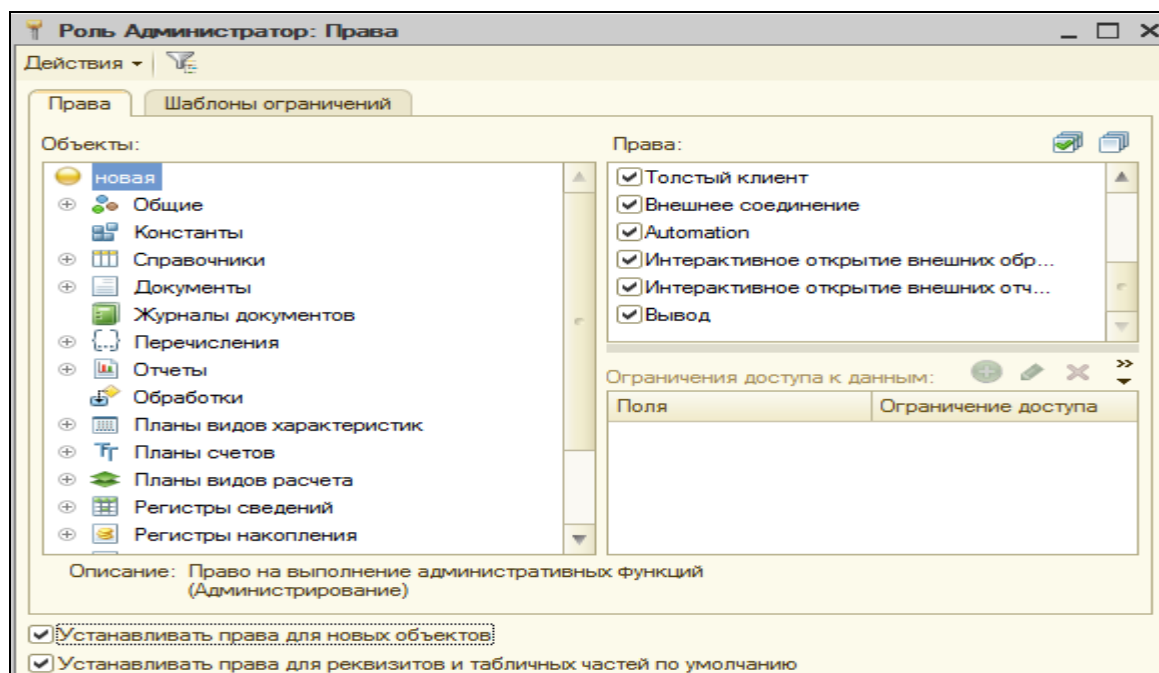 Роль Администратор: Права
Действия
Права
Шаблоны ограничений
Объекты:
новая
Общие
Константы
Справочники
Документы
Журналы документов
Перечисления
Отчеты
Обработки
Планы видов характеристик
Планы счетов
Планы видов расчета
Регистры сведений
Регистры накопления
Права:
Толстый клиент
Внешнее соединение
Automation
Интерактивное открытие внешних обр...
Интерактивное открытие внешних отч...
Вывод
Ограничения доступа к данным:
Поля
Ограничение доступа
Описание: Право на выполнение административных функций
(Администрирование)
Устанавливать права для новых объектов
Устанавливать права для реквизитов и табличных частей по умолчанию